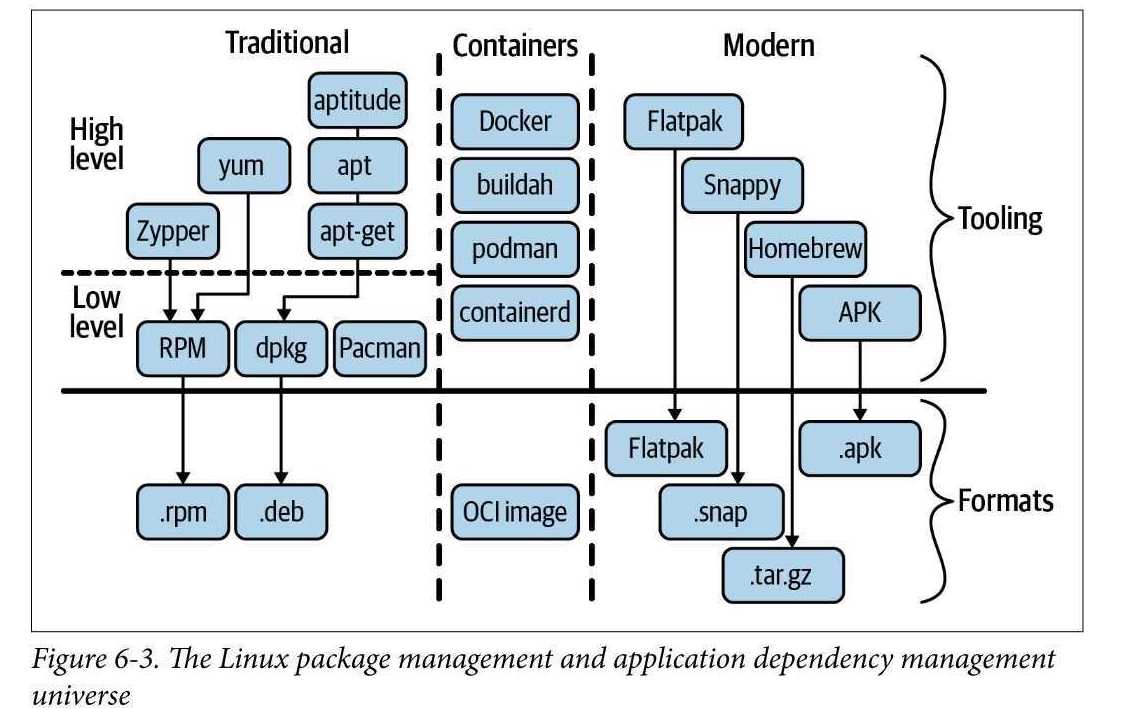 Traditional
Containers
Modern
High
level
aptitude
apt
yum
Zypper
apt-get
Low
level
RPM
dpkg
Pacman
Docker
buildah
podman
containerd
Flatpak
Snappy
Homebrew
APK
Tooling
.rpm
.deb
OCI image
Flatpak
.apk
.snap
.tar.gz
Formats
Figure 6-3. The Linux package management and application dependency management
universe